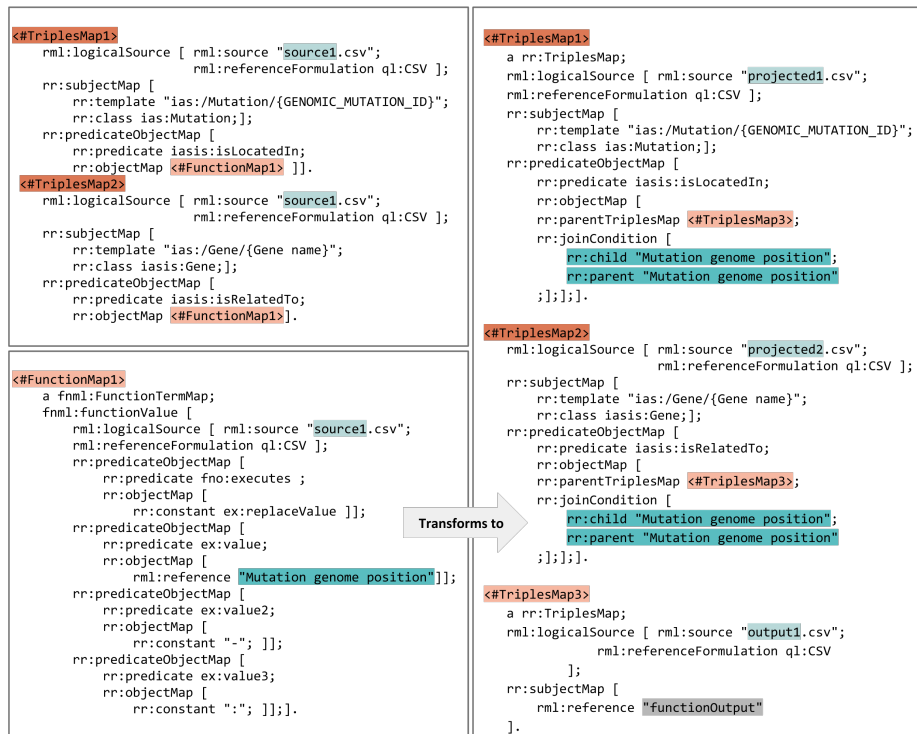 <#TriplesMap1>
rml:logicalSource [ rml:source "source1.csv";
rml:referenceFormulation ql:CSV ];
rr:subjectMap [
rr:template "ias:/Mutation/{GENOMIC_MUTATION_ID}";
rr:class ias:Mutation;];
rr:predicateObjectMap [
rr:predicate iasis:isLocatedIn;
rr:objectMap <#FunctionMap1> ]].
<#TriplesMap2>
rml:logicalSource [ rml:source "source1.csv";
rml:referenceFormulation ql:CSV ];
rr:subjectMap [
rr:template "ias:/Gene/{Gene name}";
rr:class iasis:Gene;];
rr:predicateObjectMap [
rr:predicate iasis:isRelatedTo;
rr:objectMap <#FunctionMap1>].
<#FunctionMap1>
a fnml:FunctionTermMap;
fnml:functionValue [
rml:logicalSource [ rml:source "source1.csv";
rml:referenceFormulation ql:CSV ];
rr:predicateObjectMap [
rr:predicate fno:executes ;
rr:objectMap [
rr:constant ex:replaceValue ]];
rr:predicateObjectMap [
rr:predicate ex:value;
rr:objectMap [
rml:reference "Mutation genome position"]];
rr:predicateObjectMap [
rr:predicate ex:value2;
rr:objectMap [
rr:constant "-"; ]];
rr:predicateObjectMap [
rr:predicate ex:value3;
rr:objectMap [
rr:constant ":"; ]];].
Transforms to
<#TriplesMap1>
a rr:TriplesMap;
rml:logicalSource [ rml:source "projected1.csv";
rml:referenceFormulation ql:CSV ];
rr:subjectMap [
rr:template "ias:/Mutation/{GENOMIC_MUTATION_ID}";
rr:class ias:Mutation;];
rr:predicateObjectMap [
rr:predicate iasis:isLocatedIn;
rr:objectMap [
rr:parentTriplesMap <#TriplesMap3>;
rr:joinCondition [
rr:child "Mutation genome position";
rr:parent "Mutation genome position"
;];];].
<#TriplesMap2>
rml:logicalSource [ rml:source "projected2.csv";
rml:referenceFormulation ql:CSV ];
rr:subjectMap [
rr:template "ias:/Gene/{Gene name}";
rr:class iasis:Gene;];
rr:predicateObjectMap [
rr:predicate iasis:isRelatedTo;
rr:objectMap [
rr:parentTriplesMap <#TriplesMap3>;
rr:joinCondition [
rr:child "Mutation genome position";
rr:parent "Mutation genome position"
;];];].
<#TriplesMap3>
a rr:TriplesMap;
rml:logicalSource [ rml:source "output1.csv";
rml:referenceFormulation ql:CSV
];
rr:subjectMap [
rml:reference "functionOutput"
].